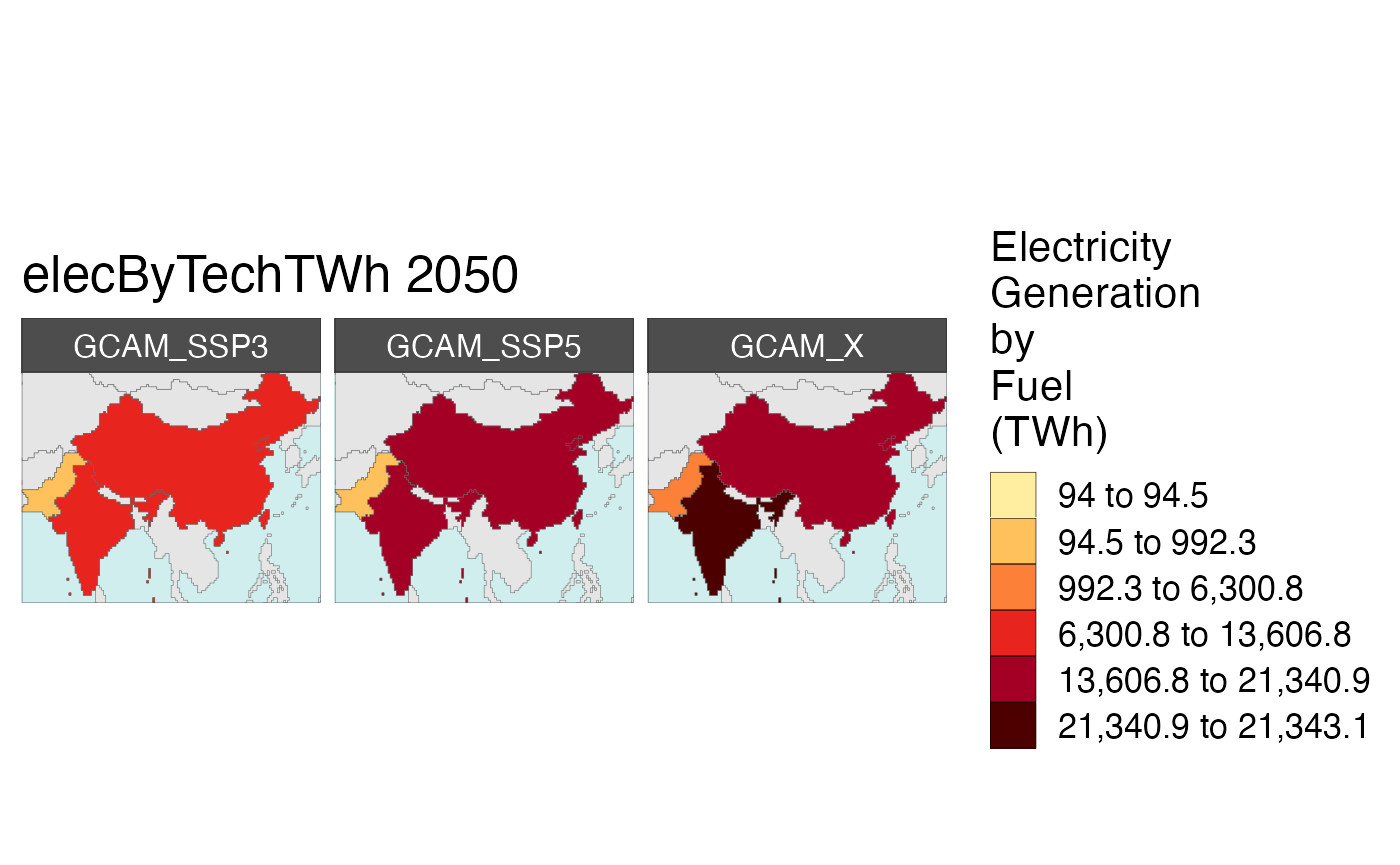 elecByTechTWh 2050
GCAM_SSP3
GCAM_SSP5
GCAM_X
Electricity
Generation
by
Fuel
(TWh)
94 to 94.5
94.5 to 992.3
992.3 to 6,300.8
6,300.8 to 13,606.8
13,606.8 to 21,340.9
21,340.9 to 21,343.1